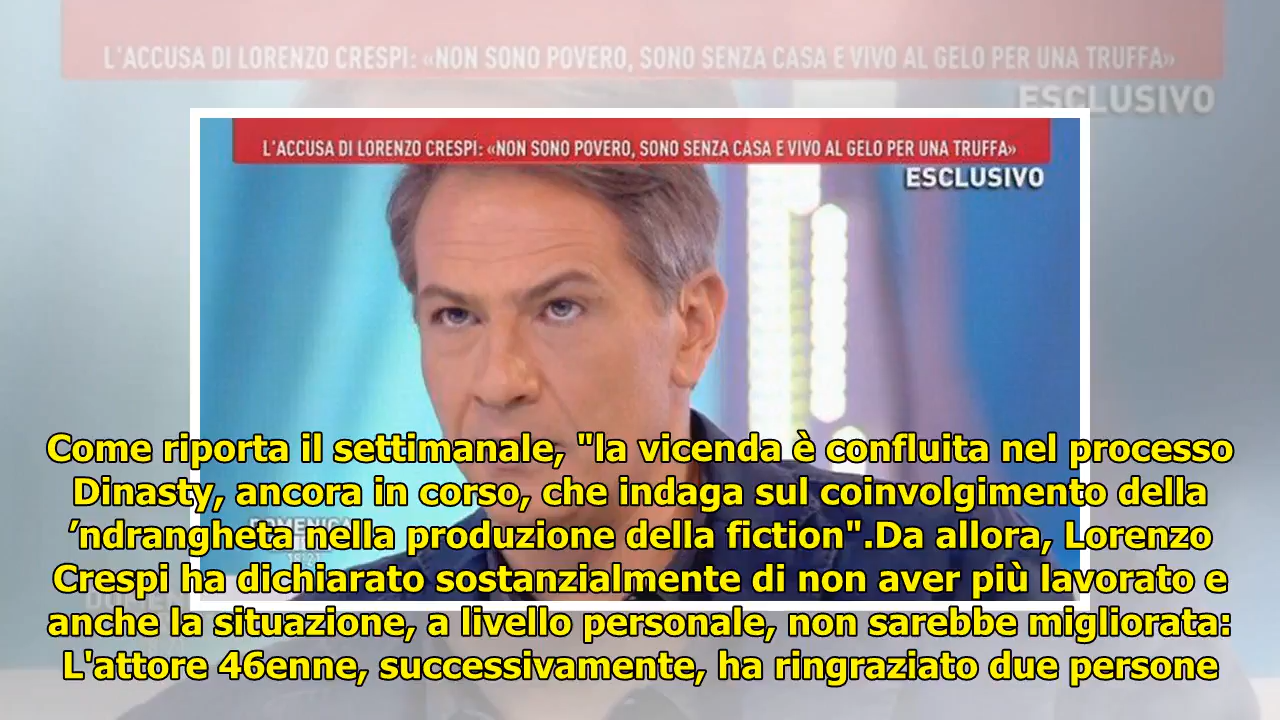 L'ACCUSA DI LORENZO CRESPI: «NON SONO POVERO, SONO SENZA CASA E VIVO AL GELO PER UNA TRUFFA»
ESCLUSIVO
L'ACCUSA DI LORENZO CRESPI: «NON SONO POVERO, SONO SENZA CASA E VIVO AL GELO PER UNA TRUFFA»
ESCLUSIVO
Come riporta il settimanale, "la vicenda è confluita nel processo
Dinasty, ancora in corso, che indaga sul coinvolgimento della
DOMENICA
’ndrangheta nella produzione della fiction".Da allora, Lorenzo
18:21
Crespi ha dichiarato sostanzialmente di non aver più lavorato e
anche la situazione, a livello personale, non sarebbe migliorata:
L'attore 46enne, successivamente, ha ringraziato due persone